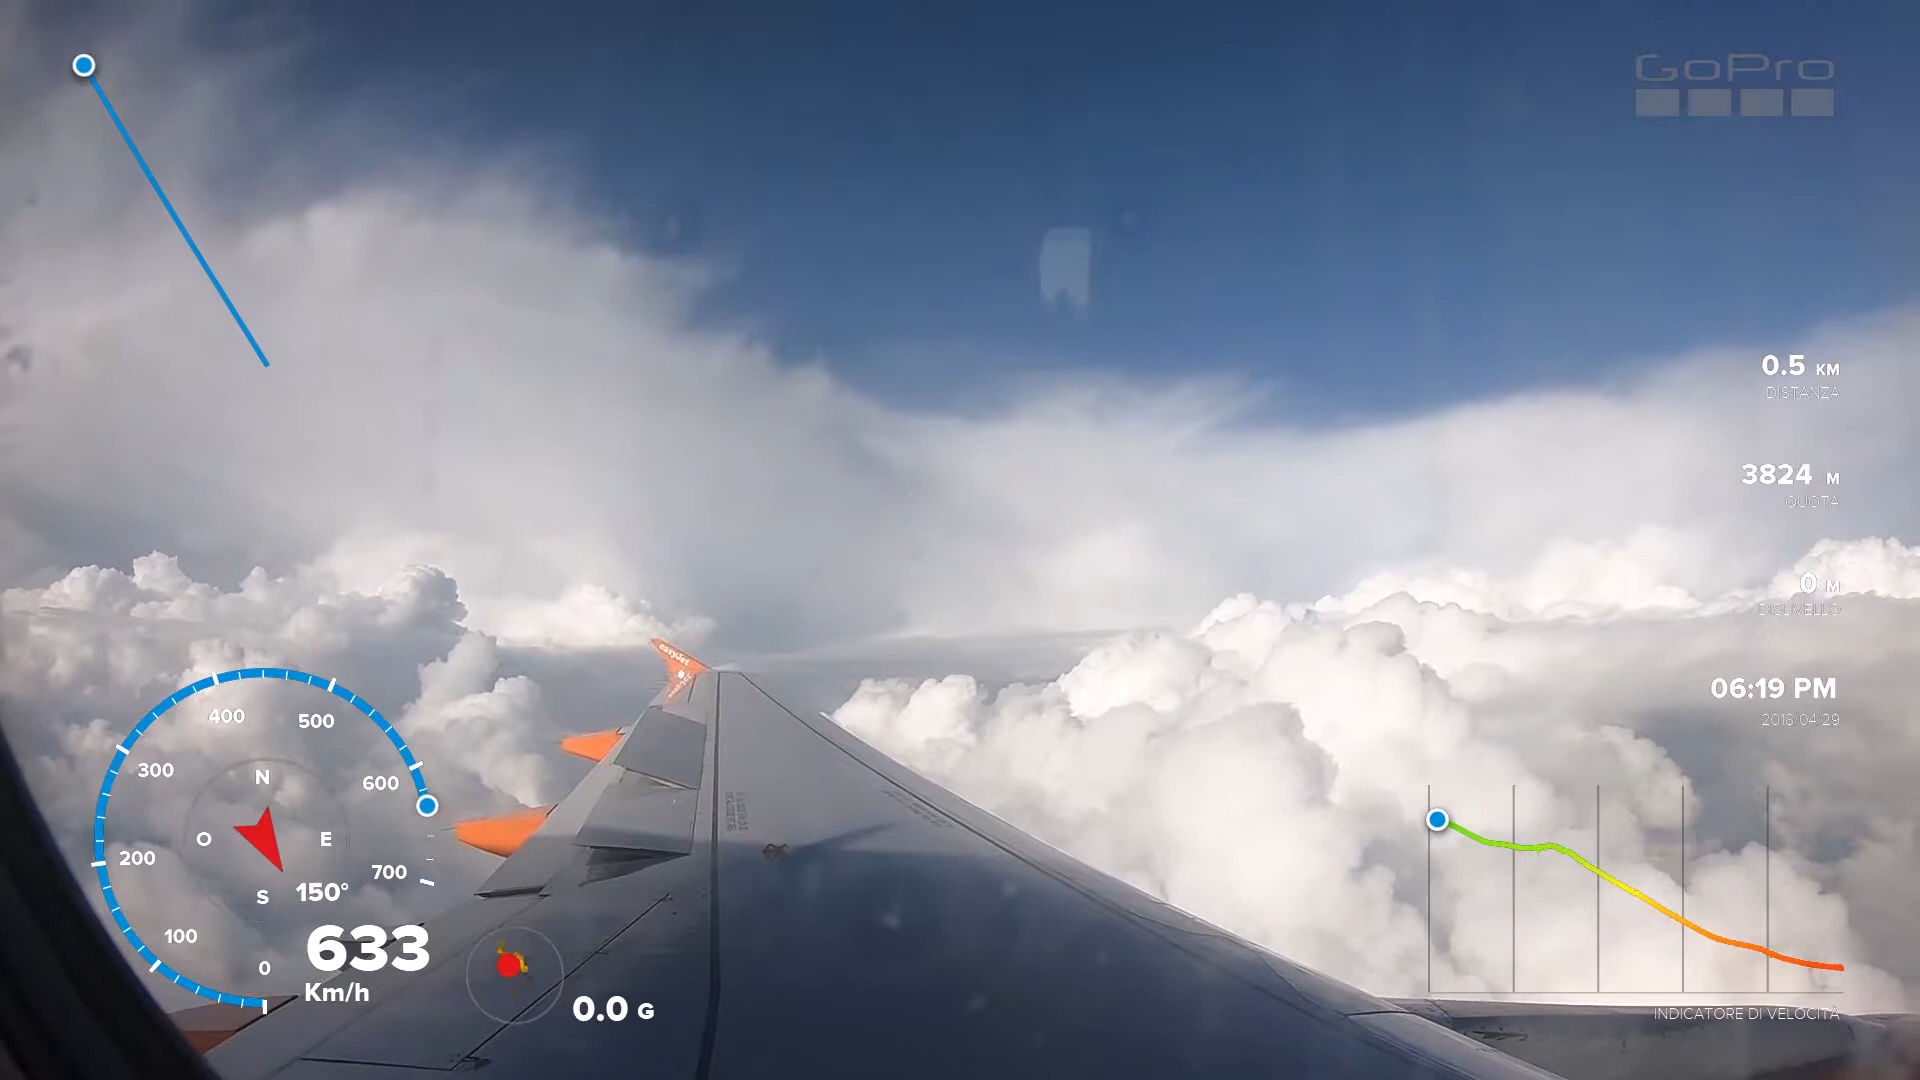 GoPro
0.5 KM
DISTANZA
3824 M
QUOTA
0 M
DISLIVELLO
easyJet
06:19 PM
2018 04 29
400
500
300
600
N
O
E
200
700
S
150°
100
633
0
Km/h
0.0 G
INDICATORE DI VELOCITÀ